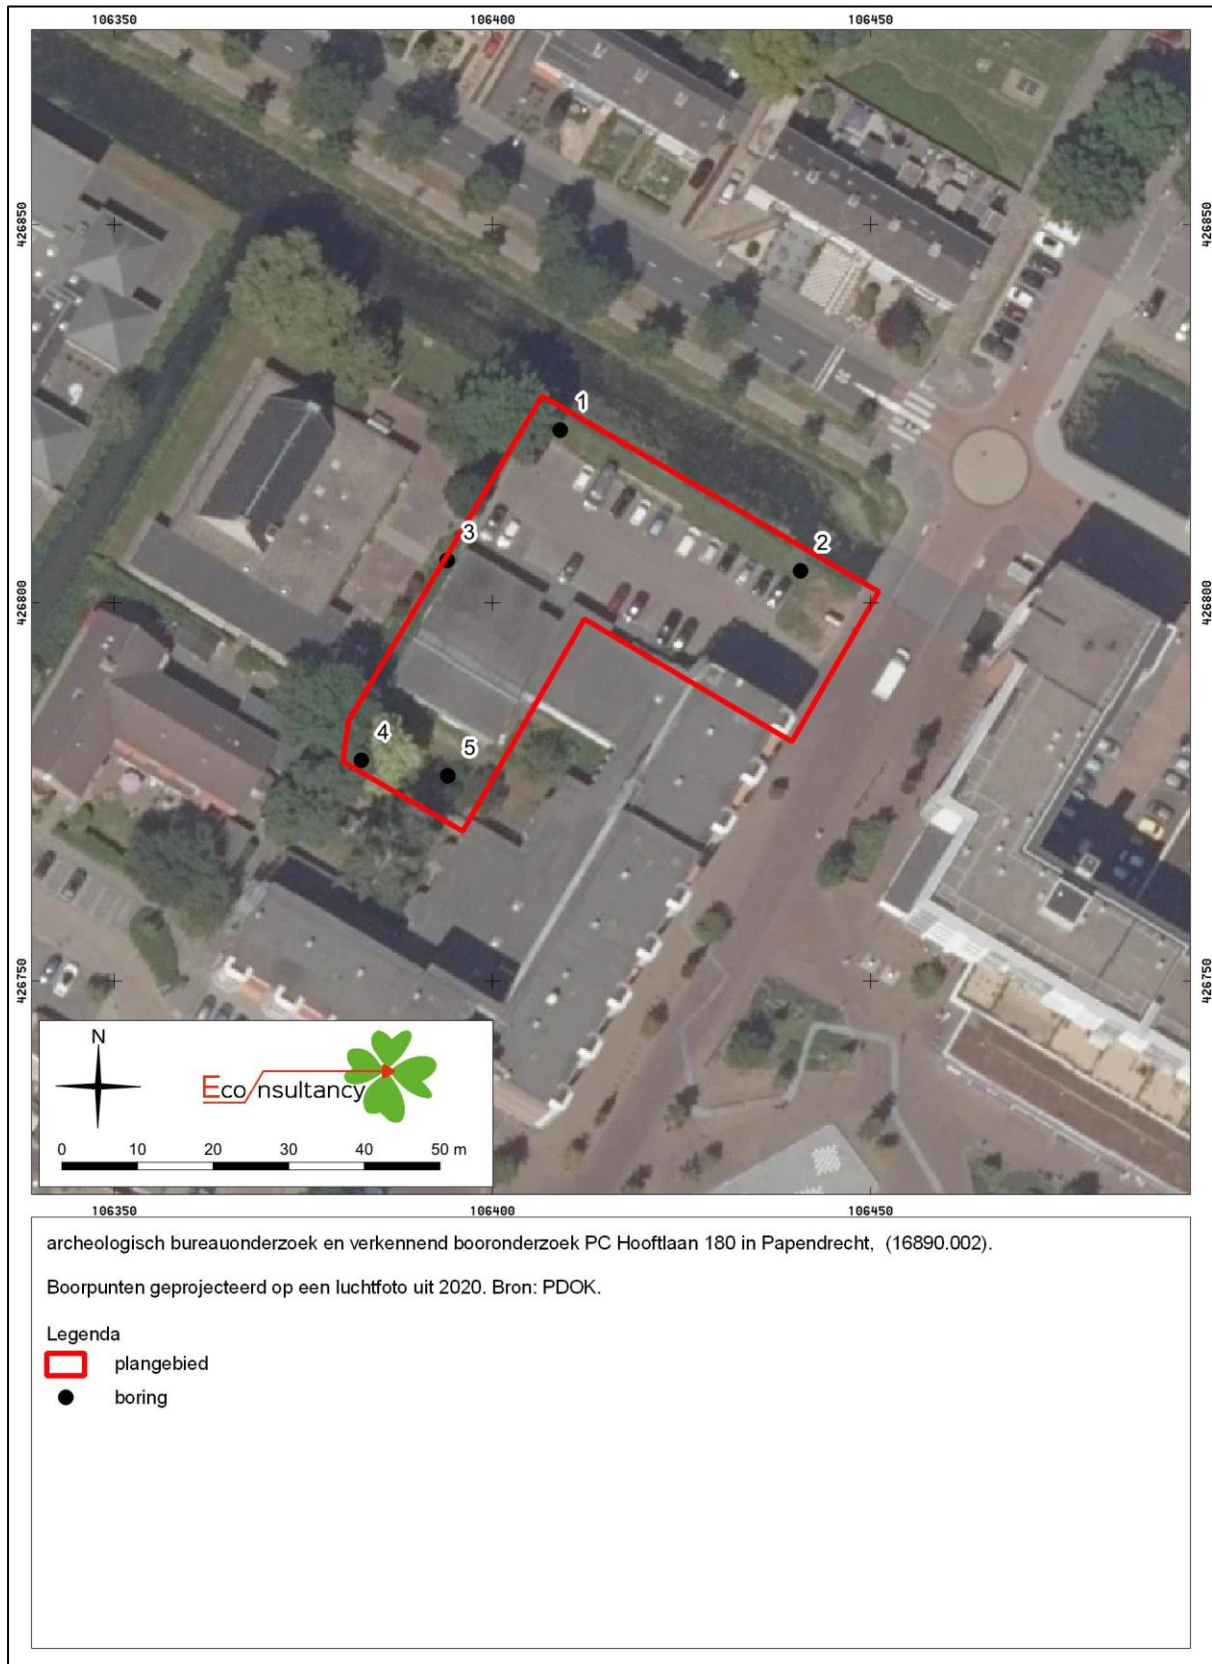 106350 106400 106450
426850 426850
1
2
3
426800 426800
4
5
426750 426750
N
Econsultancy
0 10 20 30 40 50 m
106350 106400 106450
archeologisch bureauonderzoek en verkennend booronderzoek PC Hooftlaan 180 in Papendrecht, (16890.002).
Boorpunten geprojecteerd op een luchtfoto uit 2020. Bron: PDOK.
Legenda
plangebied
boring